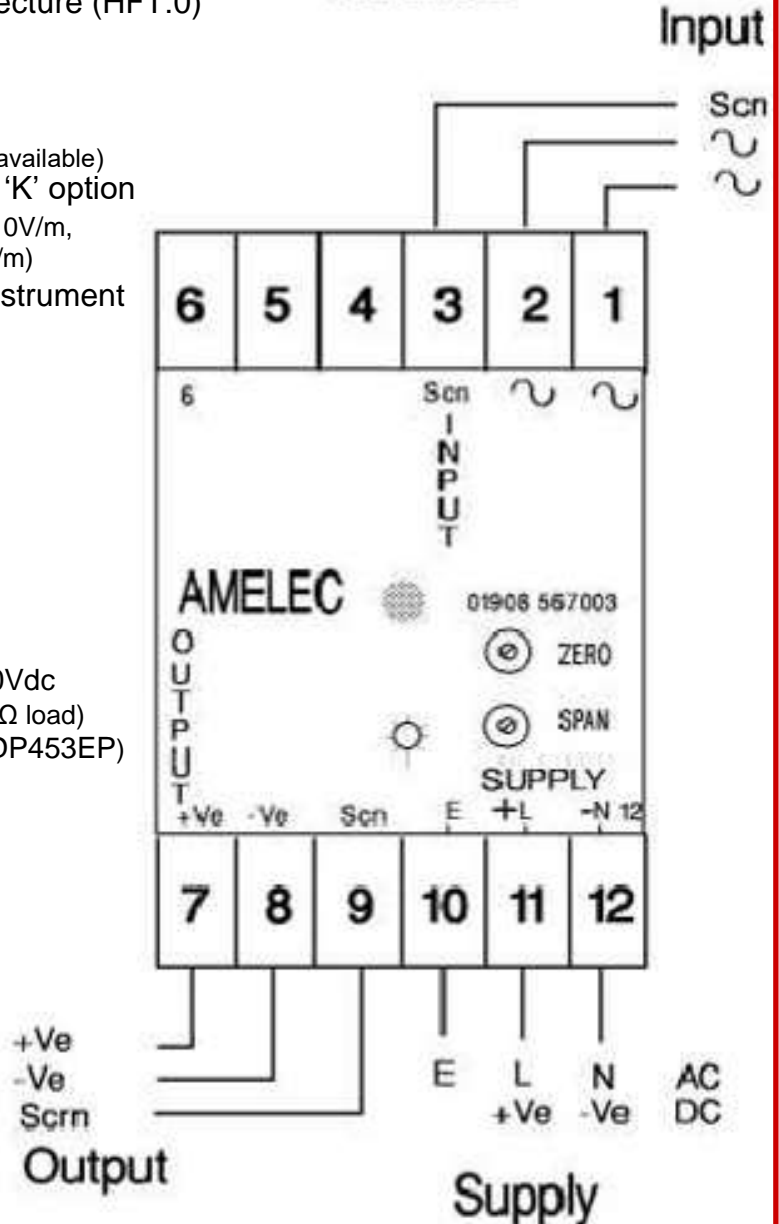 ecture (HFT:0)
Input
Scn
available)
'K' option
0V/m,
/m)
strument
6 5 4 3 2 1
6 Scn
INPUT
AMELEC 01908 567003
OUTPUT
ZERO
0Vdc
Ω load)
SPAN
DP453EP)
SUPPLY
+Ve -Ve Scn E +L -N 12
7 8 9 10 11 12
+Ve
-Ve
Scrn
E L N AC
+Ve -Ve DC
Output
Supply